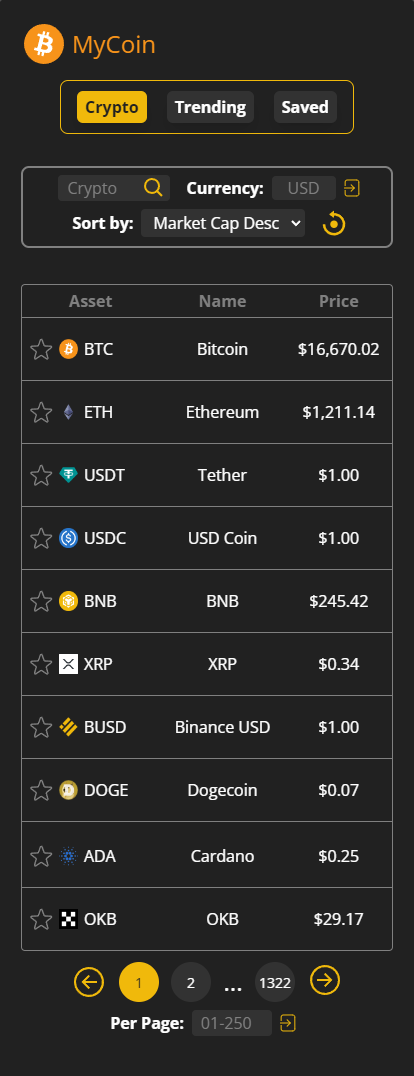 MyCoin
Crypto Trending Saved
Crypto Currency: USD
Sort by: Market Cap Desc
Asset Name Price
BTC Bitcoin $16,670.02
ETH Ethereum $1,211.14
USDT Tether $1.00
USDC USD Coin $1.00
BNB BNB $245.42
XRP XRP $0.34
BUSD Binance USD $1.00
DOGE Dogecoin $0.07
ADA Cardano $0.25
OKB OKB $29.17
1 2 ... 1322
Per Page: 01-250